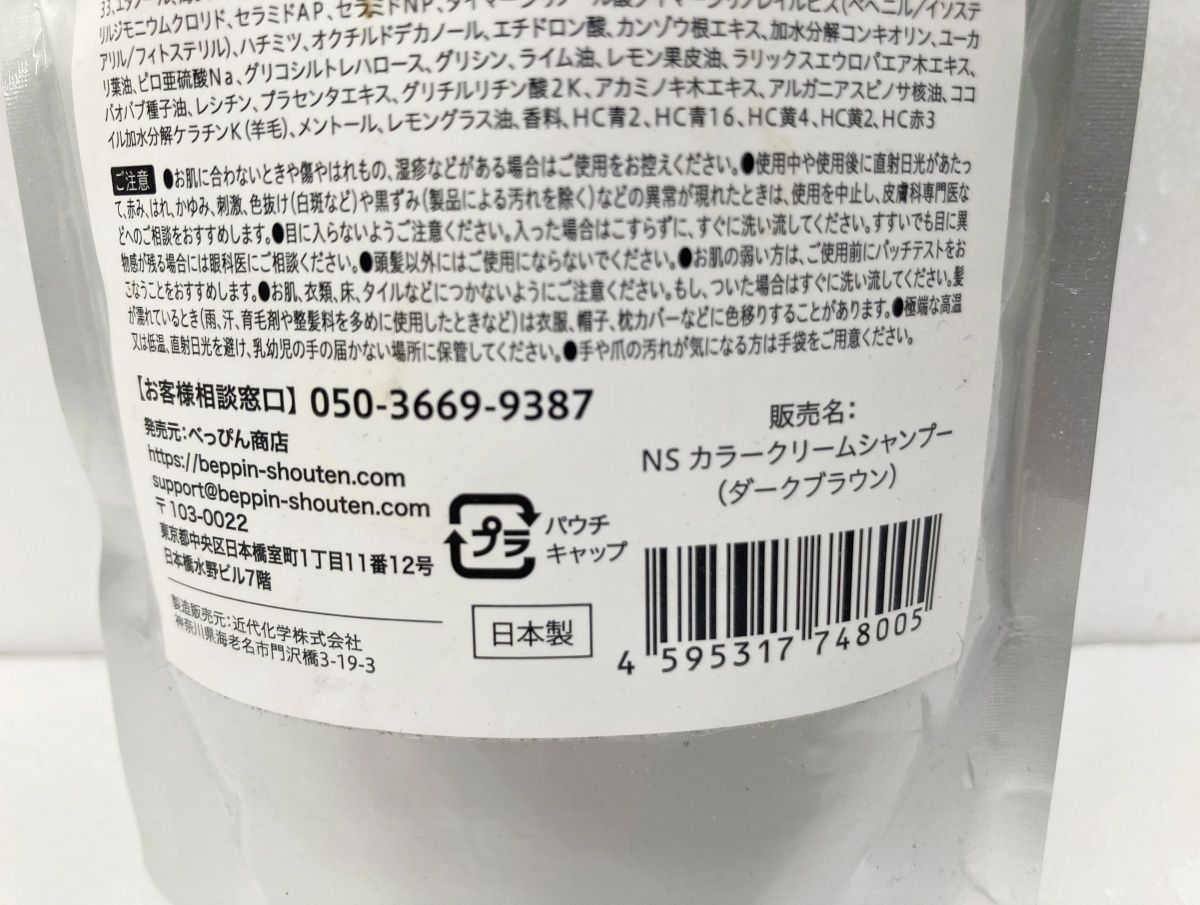 リルジモニウムクロリド、セラミドAP、セラミドNP、
アリル/フィトステリル)、ハチミツ、オクチルドデカノール、エチドロン酸、カンゾウ根エキス、加水分解コンキオリン、ユーカ
リ葉油、ピロ亜硫酸Na、グリコシルトレハロース、グリシン、ライム油、レモン果皮油、ラリックスエウロパエア木エキス、
バオバブ種子油、レシチン、プラセンタエキス、グリチルリチン酸2K、アカミノキ木エキス、アルガニアスピノサ核油、ココ
イル加水分解ケラチンK(羊毛)、メントール、レモングラス油、香料、HC青2、HC青16、HC黄4、HC黄2、HC赤3
ご注意 ●お肌に合わないときや傷やはれもの、湿疹などがある場合はご使用をお控えください。●使用中や使用後に直射日光があたっ
て、赤み、はれ、かゆみ、刺激、色抜け(白斑など)や黒ずみ(製品による汚れを除く)などの異常が現れたときは、使用を中止し、皮膚科専門医な
どへのご相談をおすすめします。●目に入らないようご注意ください。入った場合はこすらずに、すぐに洗い流してください。すすいでも目に異
物感が残る場合には眼科医にご相談ください。●頭髪以外にはご使用にならないでください。●お肌の弱い方は、ご使用前にパッチテストをお
こなうことをおすすめします。●お肌、衣類、床、タイルなどにつかないようにご注意ください。もし、ついた場合はすぐに洗い流してください。髪
が濡れているとき(雨、汗、育毛剤や整髪料を多めに使用したときなど)は衣服、帽子、枕カバーなどに色移りすることがあります。●極端な高温
又は低温、直射日光を避け、乳幼児の手の届かない場所に保管してください。●手や爪の汚れが気になる方は手袋をご用意ください。
【お客様相談窓口】050-3669-9387
発売元:べっぴん商店
https://beppin-shouten.com
support@beppin-shouten.com
〒103-0022
東京都中央区日本橋室町1丁目11番12号
日本橋水野ビル7階
製造販売元:近代化学株式会社
神奈川県海老名市門沢橋3-19-3
プラ
パウチ
キャップ
日本製
販売名:
NS カラークリームシャンプー
(ダークブラウン)
4 595317 748005